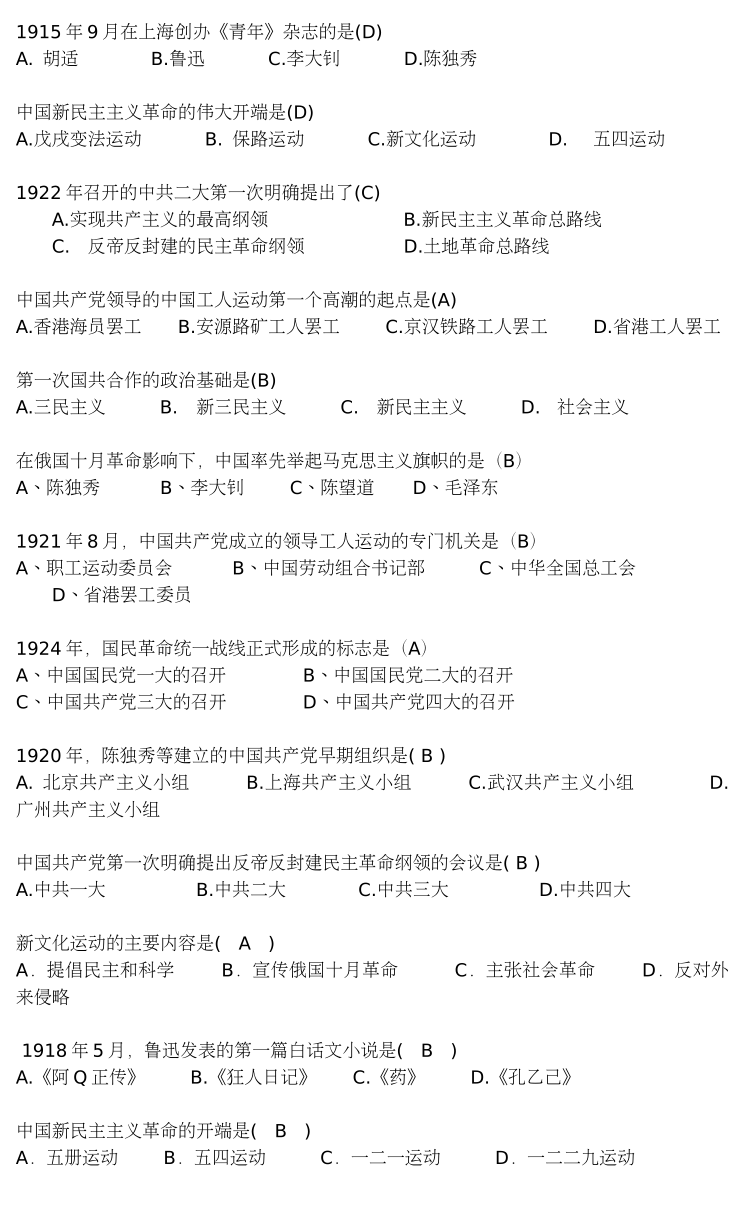 1915 年 9 月在上海创办《青年》杂志的是(D)
A. 胡适 B.鲁迅 C.李大钊 D.陈独秀
中国新民主主义革命的伟大开端是(D)
A.戊戌变法运动 B. 保路运动 C.新文化运动 D. 五四运动
1922 年召开的中共二大第一次明确提出了(C)
A.实现共产主义的最高纲领 B.新民主主义革命总路线
C. 反帝反封建的民主革命纲领 D.土地革命总路线
中国共产党领导的中国工人运动第一个高潮的起点是(A)
A.香港海员罢工 B.安源路矿工人罢工 C.京汉铁路工人罢工 D.省港工人罢工
第一次国共合作的政治基础是(B)
A.三民主义 B. 新三民主义 C. 新民主主义 D. 社会主义
在俄国十月革命影响下，中国率先举起马克思主义旗帜的是（B）
A、陈独秀 B、李大钊 C、陈望道 D、毛泽东
1921 年 8 月，中国共产党成立的领导工人运动的专门机关是（B）
A、职工运动委员会 B、中国劳动组合书记部 C、中华全国总工会
D、省港罢工委员
1924 年，国民革命统一战线正式形成的标志是（A）
A、中国国民党一大的召开 B、中国国民党二大的召开
C、中国共产党三大的召开 D、中国共产党四大的召开
1920 年，陈独秀等建立的中国共产党早期组织是( B )
A. 北京共产主义小组 B.上海共产主义小组 C.武汉共产主义小组 D.
广州共产主义小组
中国共产党第一次明确提出反帝反封建民主革命纲领的会议是( B )
A.中共一大 B.中共二大 C.中共三大 D.中共四大
新文化运动的主要内容是( A )
A．提倡民主和科学 B．宣传俄国十月革命 C．主张社会革命 D．反对外
来侵略
1918 年 5 月，鲁迅发表的第一篇白话文小说是( B )
A.《阿 Q 正传》 B.《狂人日记》 C.《药》 D.《孔乙己》
中国新民主主义革命的开端是( B )
A．五册运动 B．五四运动 C．一二一运动 D．一二二九运动